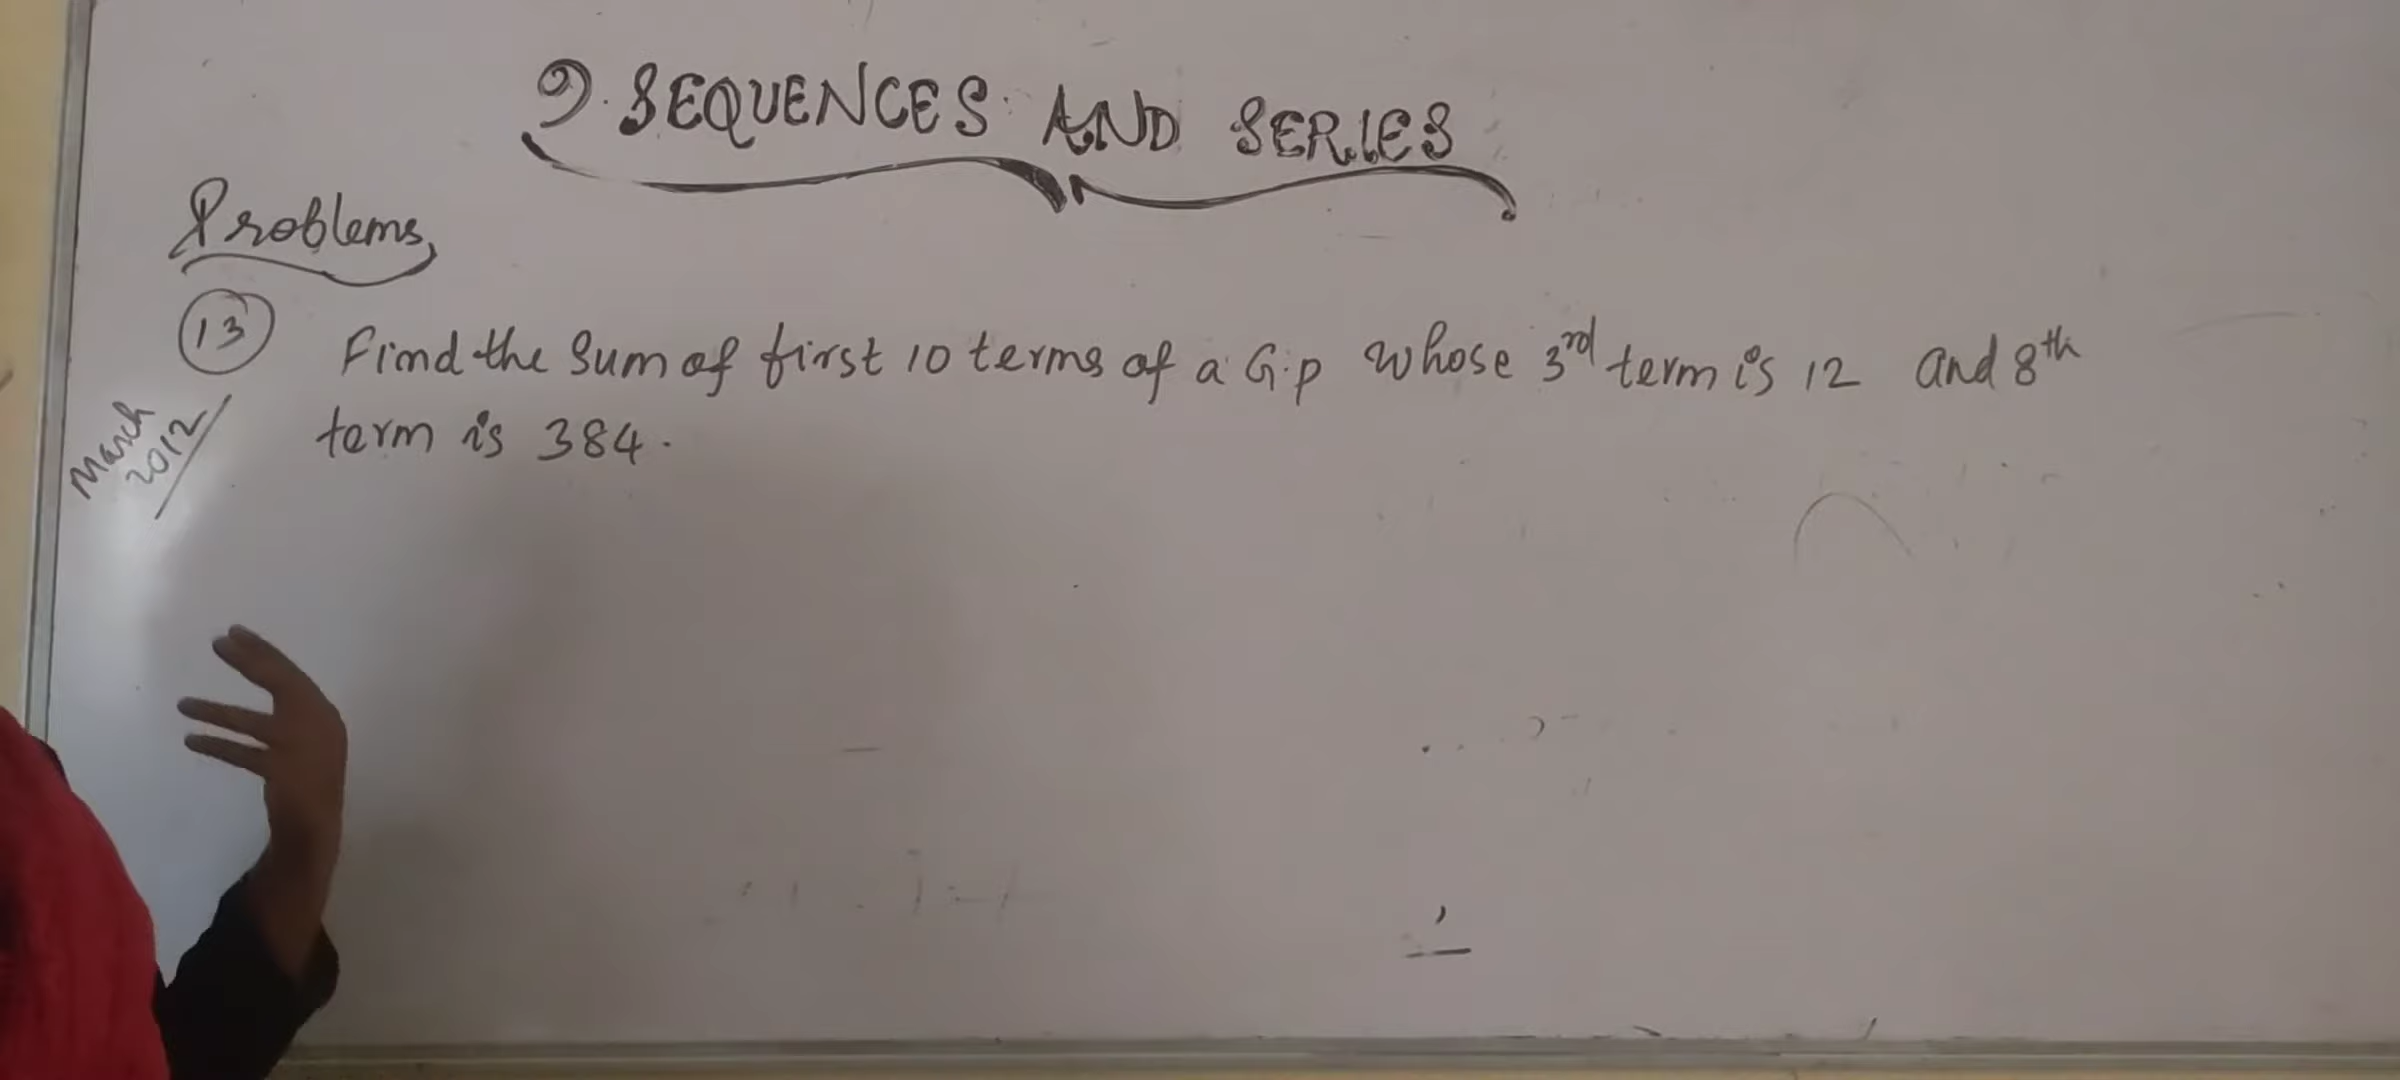 9. SEQUENCES AND SERIES
Problems,
13 Find the Sum of first 10 terms of a G.p whose 3rd term is 12 and 8th
March 2012
term is 384.